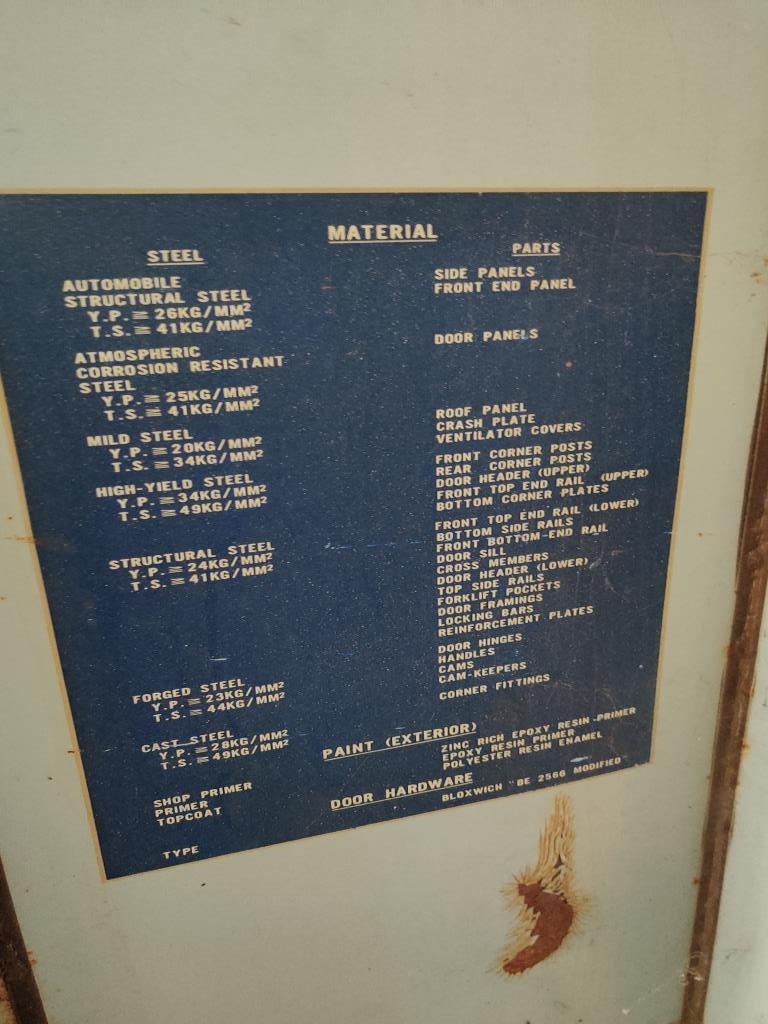 MATERIAL
STEEL
PARTS
AUTOMOBILE
STRUCTURAL STEEL
Y.P. ≧ 26KG/MM²
T.S. ≧ 41KG/MM²
SIDE PANELS
FRONT END PANEL
ATMOSPHERIC
CORROSION RESISTANT
STEEL
Y.P. ≧ 25KG/MM²
T.S. ≧ 41KG/MM²
DOOR PANELS
MILD STEEL
Y.P. ≧ 20KG/MM²
T.S. ≧ 34KG/MM²
ROOF PANEL
CRASH PLATE
VENTILATOR COVERS
HIGH-YIELD STEEL
Y.P. ≧ 34KG/MM²
T.S. ≧ 49KG/MM²
FRONT CORNER POSTS
REAR CORNER POSTS
DOOR HEADER (UPPER)
FRONT TOP END RAIL (UPPER)
BOTTOM CORNER PLATES
STRUCTURAL STEEL
Y.P. ≧ 24KG/MM²
T.S. ≧ 41KG/MM²
FRONT TOP END RAIL (LOWER)
BOTTOM SIDE RAILS
FRONT BOTTOM-END RAIL
DOOR SILL
CROSS MEMBERS
DOOR HEADER (LOWER)
TOP SIDE RAILS
FORKLIFT POCKETS
DOOR FRAMINGS
LOCKING BARS
REINFORCEMENT PLATES
FORGED STEEL
Y.P. ≧ 23KG/MM²
T.S. ≧ 44KG/MM²
DOOR HINGES
HANDLES
CAMS
CAM-KEEPERS
CAST STEEL
Y.P. ≧ 28KG/MM²
T.S. ≧ 49KG/MM²
CORNER FITTINGS
PAINT (EXTERIOR)
SHOP PRIMER
PRIMER
TOPCOAT
ZINC RICH EPOXY RESIN-PRIMER
EPOXY RESIN PRIMER
POLYESTER RESIN ENAMEL
DOOR HARDWARE
TYPE
BLOXWICH "BE 2566 MODIFIED"